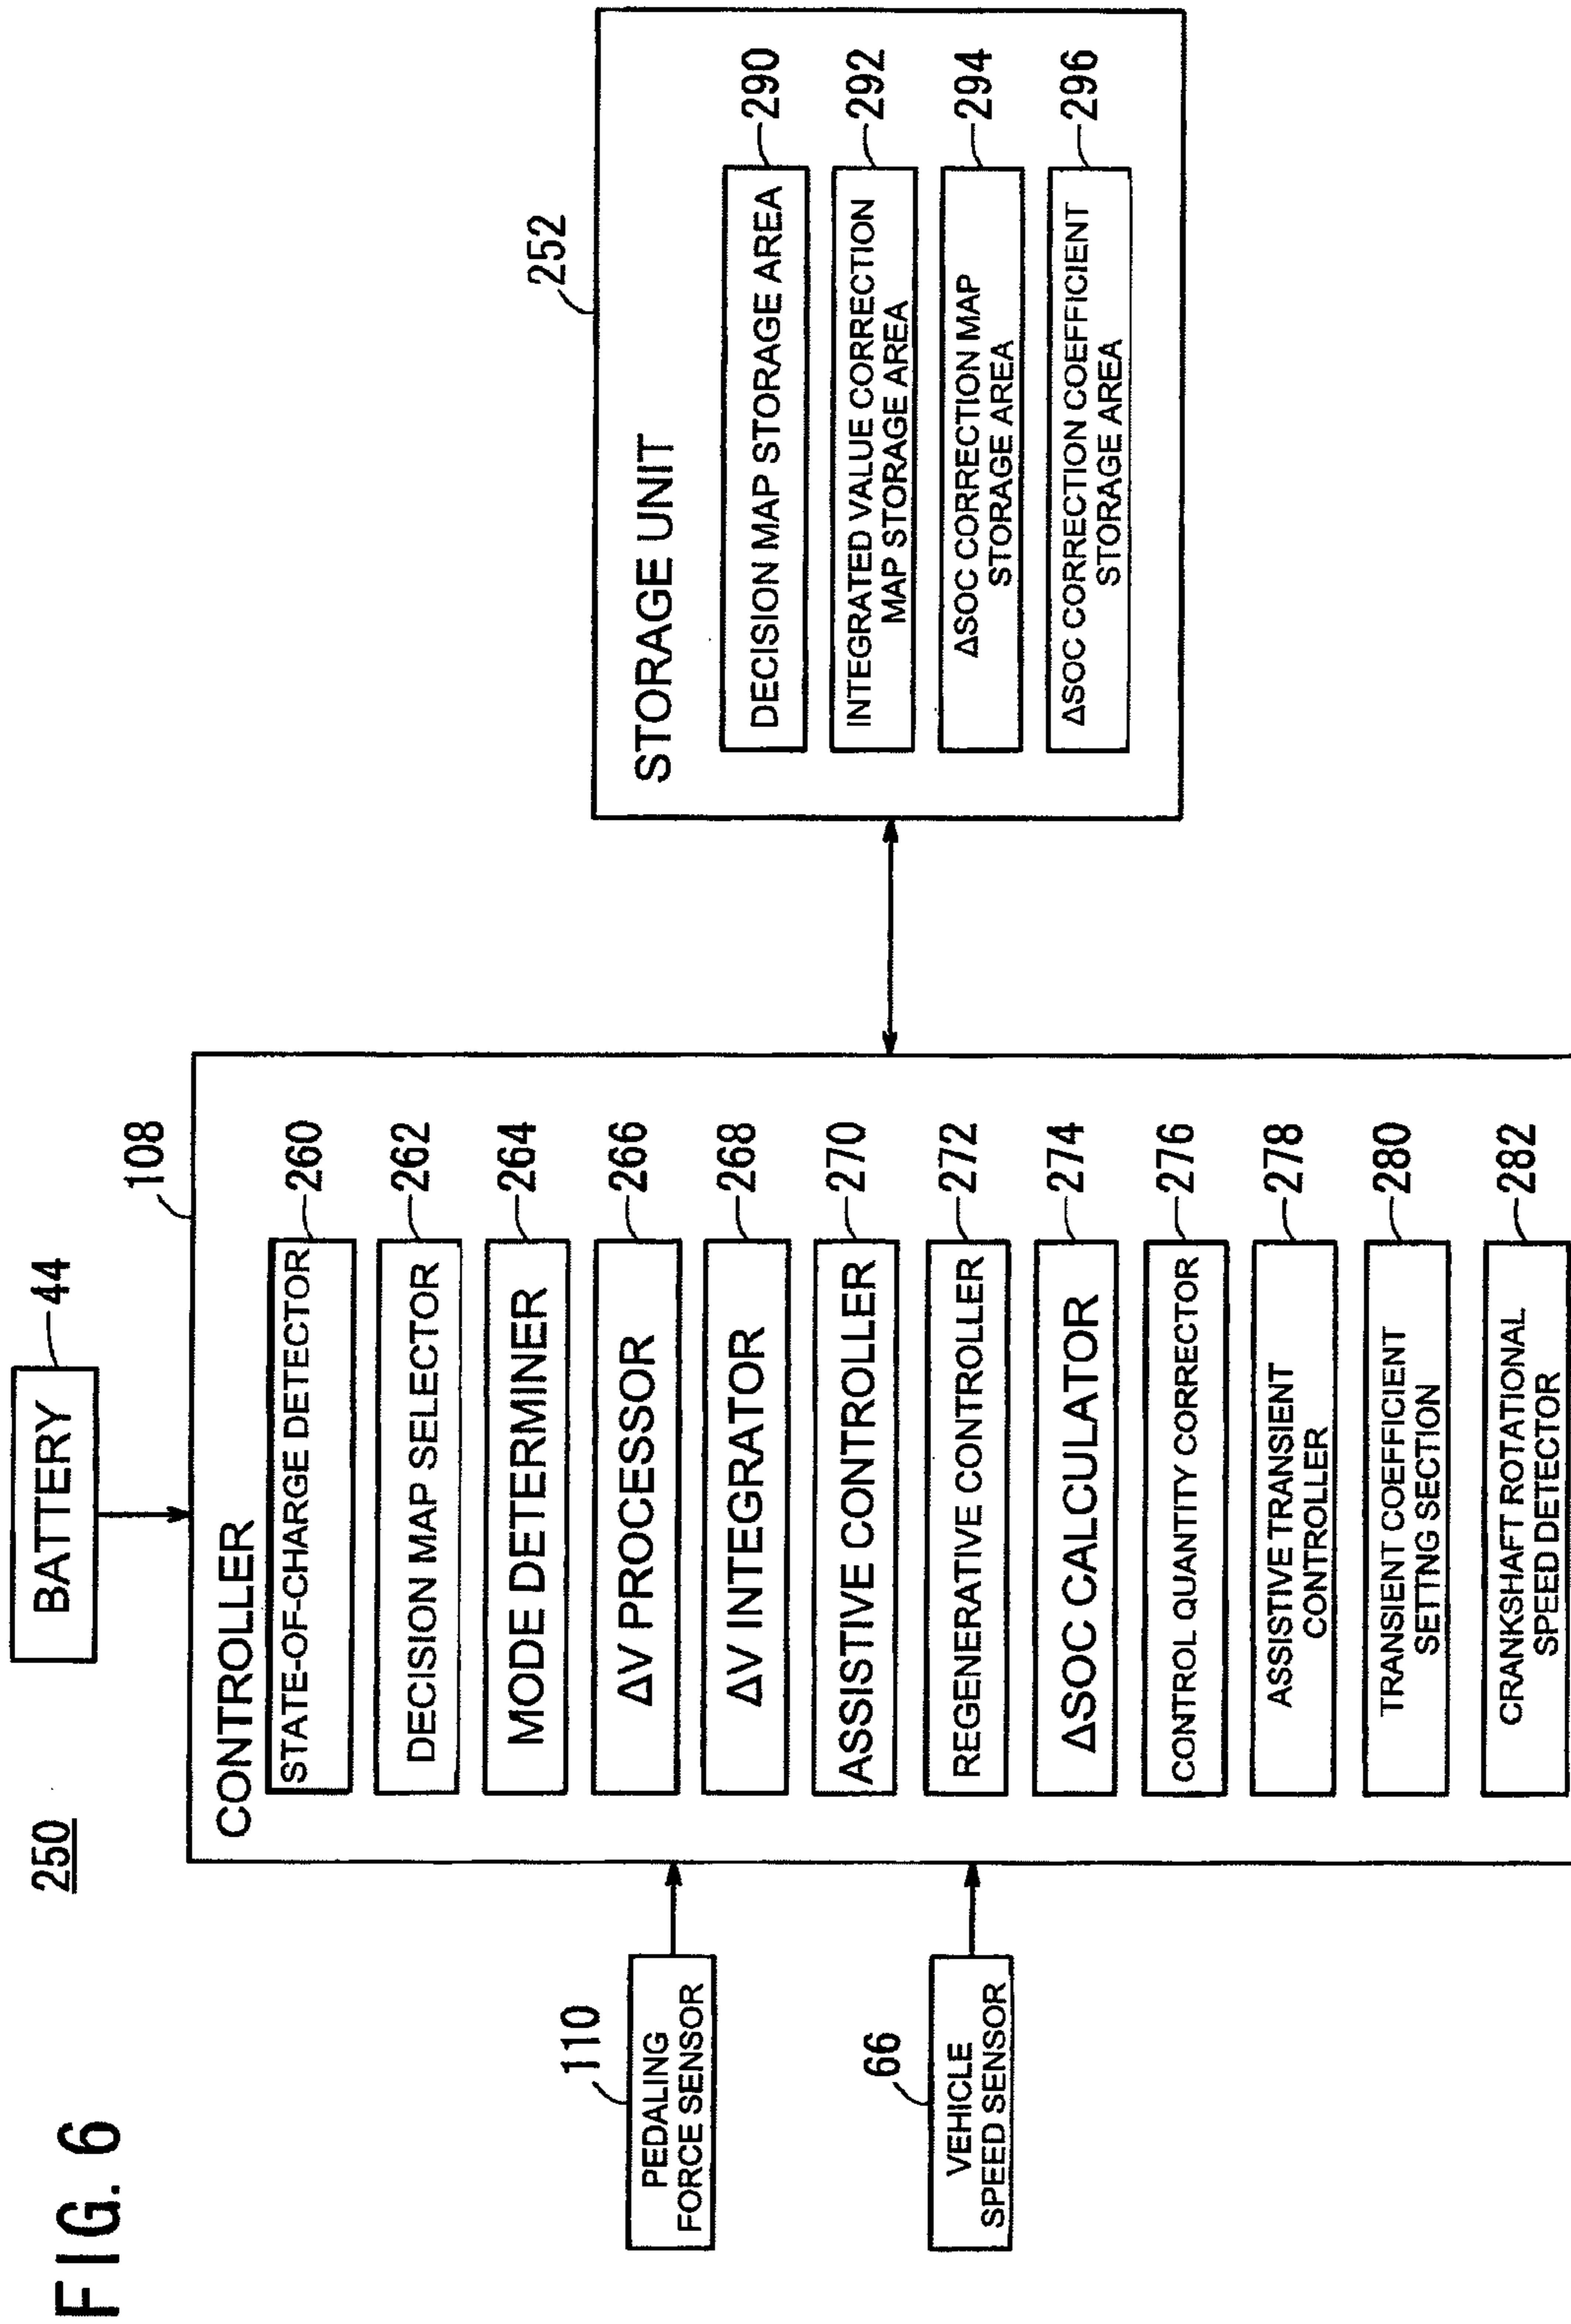 FIG. 6
250
BATTERY
44
108
CONTROLLER
STATE-OF-CHARGE DETECTOR
260
DECISION MAP SELECTOR
262
MODE DETERMINER
264
ΔV PROCESSOR
266
ΔV INTEGRATOR
268
ASSISTIVE CONTROLLER
270
REGENERATIVE CONTROLLER
272
ΔSOC CALCULATOR
274
CONTROL QUANTITY CORRECTOR
276
ASSISTIVE TRANSIENT
CONTROLLER
278
TRANSIENT COEFFICIENT
SETTNG SECTION
280
CRANKSHAFT ROTATIONAL
SPEED DETECTOR
282
110
PEDALING
FORCE SENSOR
66
VEHICLE
SPEED SENSOR
252
STORAGE UNIT
DECISION MAP STORAGE AREA
290
INTEGRATED VALUE CORRECTION
MAP STORAGE AREA
292
ΔSOC CORRECTION MAP
STORAGE AREA
294
ΔSOC CORRECTION COEFFICIENT
STORAGE AREA
296